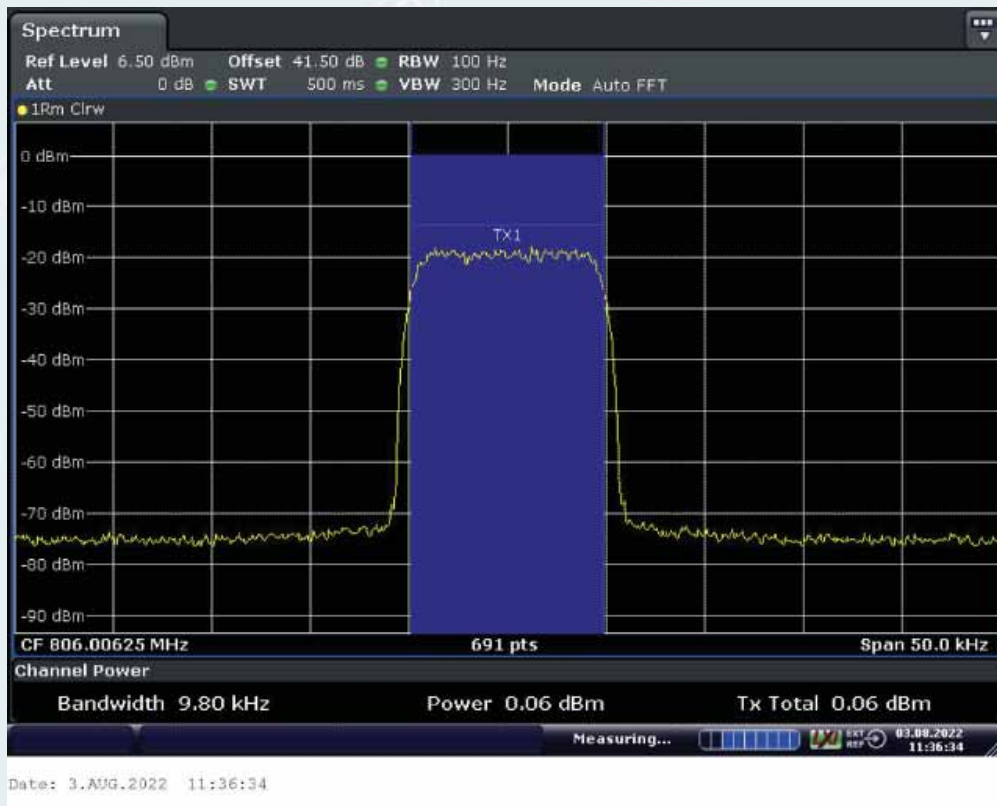 Spectrum
Ref Level 6.50 dBm Offset 41.50 dB RBW 100 Hz
Att 0 dB SWT 500 ms VBW 300 Hz Mode Auto FFT
1Rm Clrw
0 dBm
-10 dBm
TX1
-20 dBm
-30 dBm
-40 dBm
-50 dBm
-60 dBm
-70 dBm
-80 dBm
-90 dBm
CF 806.00625 MHz 691 pts Span 50.0 kHz
Channel Power
Bandwidth 9.80 kHz Power 0.06 dBm Tx Total 0.06 dBm
Measuring... EXT REF 03.08.2022
11:36:34
Date: 3.AUG.2022 11:36:34